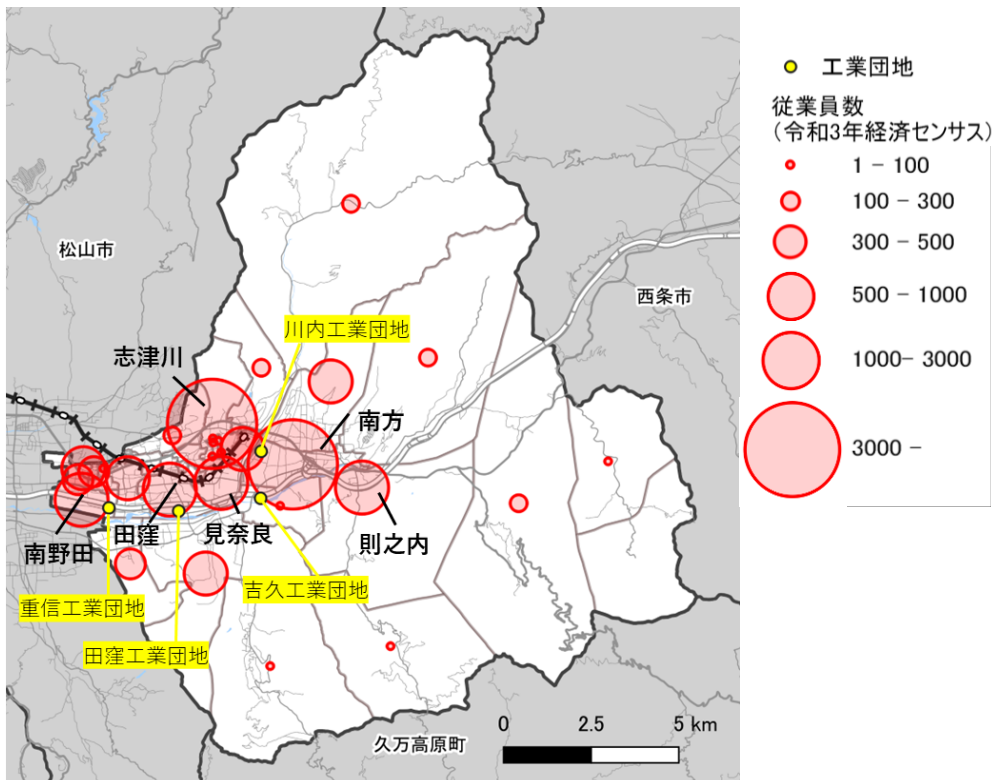 工業団地
従業員数
（令和3年経済センサス）
1 − 100
100 − 300
300 − 500
500 − 1000
1000− 3000
3000 −
松山市
西条市
川内工業団地
志津川
南方
南野田
田窪
見奈良
則之内
重信工業団地
吉久工業団地
田窪工業団地
久万高原町
0 2.5 5 km